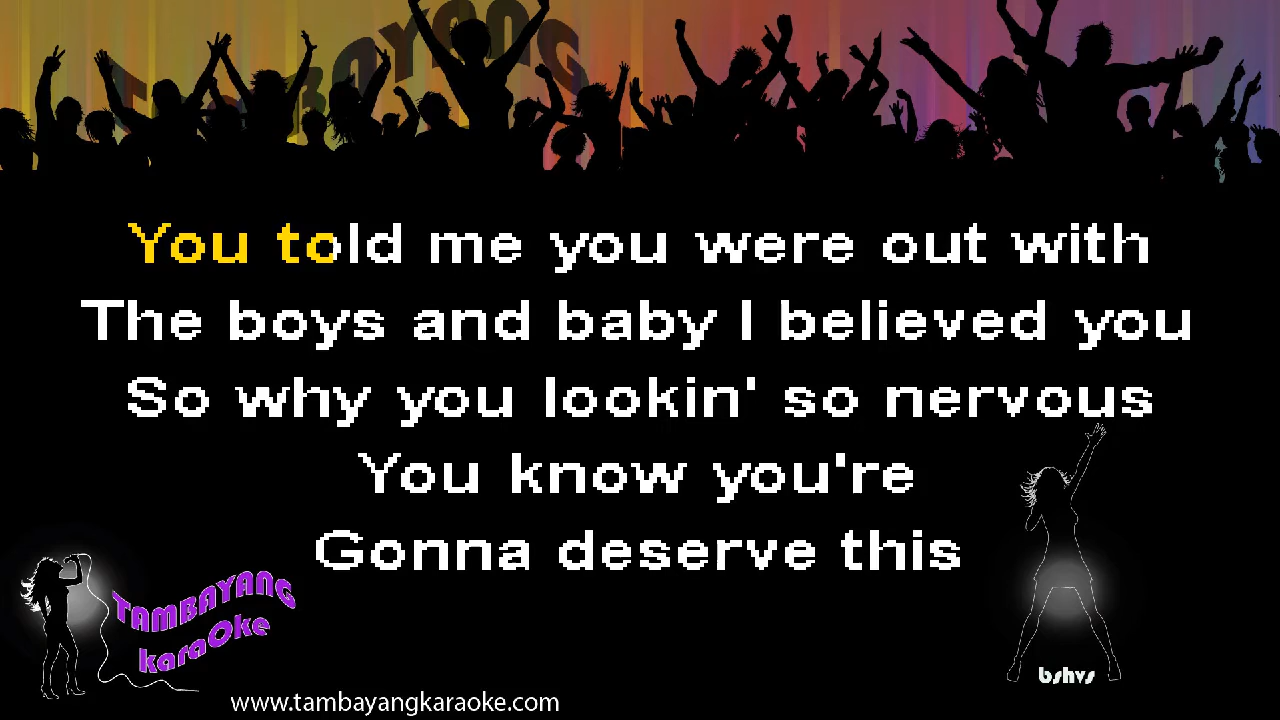 TAMBAYANG
You told me you were out with
The boys and baby I believed you
So why you lookin' so nervous
You know you're
Gonna deserve this
TAMBAYANG
karaOke
bshvs
www.tambayangkaraoke.com